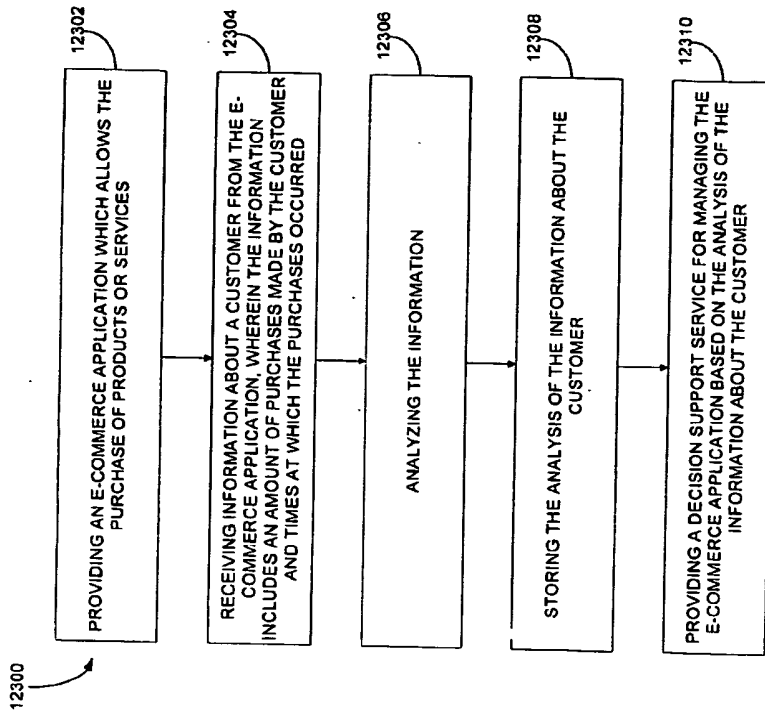 12300
PROVIDING AN E-COMMERCE APPLICATION WHICH ALLOWS THE
PURCHASE OF PRODUCTS OR SERVICES
12302
RECEIVING INFORMATION ABOUT A CUSTOMER FROM THE E-
COMMERCE APPLICATION, WHEREIN THE INFORMATION
INCLUDES AN AMOUNT OF PURCHASES MADE BY THE CUSTOMER
AND TIMES AT WHICH THE PURCHASES OCCURRED
12304
ANALYZING THE INFORMATION
12306
STORING THE ANALYSIS OF THE INFORMATION ABOUT THE
CUSTOMER
12308
PROVIDING A DECISION SUPPORT SERVICE FOR MANAGING THE
E-COMMERCE APPLICATION BASED ON THE ANALYSIS OF THE
INFORMATION ABOUT THE CUSTOMER
12310